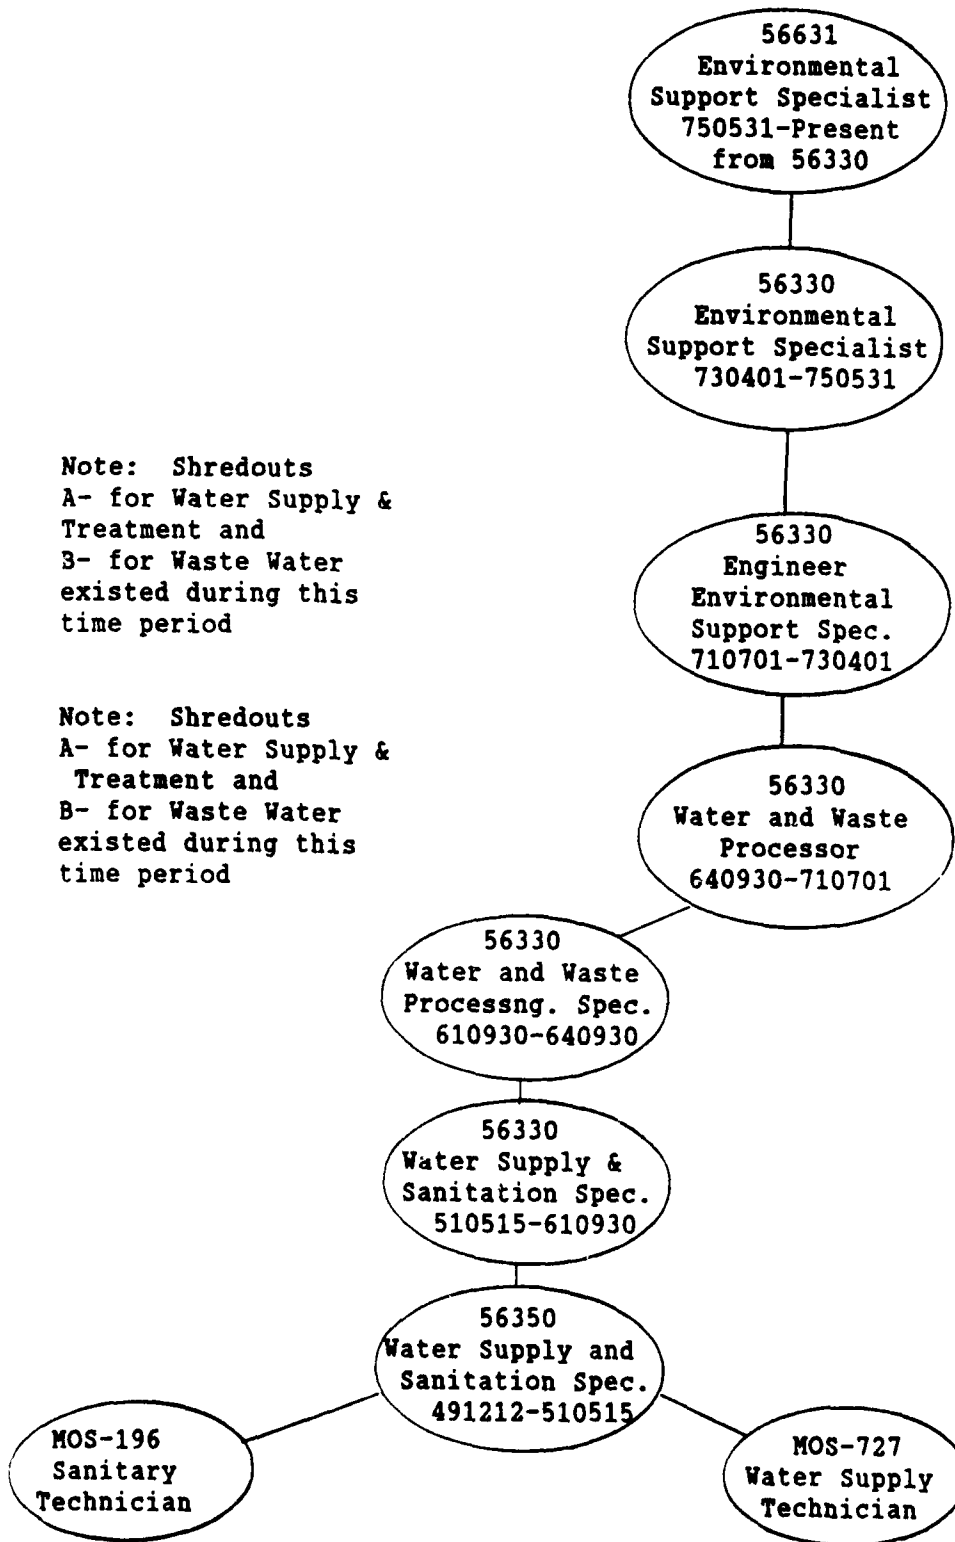 56631
Environmental
Support Specialist
750531-Present
from 56330
56330
Environmental
Support Specialist
730401-750531
Note: Shredouts
A- for Water Supply &
Treatment and
3- for Waste Water
existed during this
time period
56330
Engineer
Environmental
Support Spec.
710701-730401
Note: Shredouts
A- for Water Supply &
Treatment and
B- for Waste Water
existed during this
time period
56330
Water and Waste
Processor
640930-710701
56330
Water and Waste
Processng. Spec.
610930-640930
56330
Water Supply &
Sanitation Spec.
510515-610930
56350
Water Supply and
Sanitation Spec.
491212-510515
MOS-196
Sanitary
Technician
MOS-727
Water Supply
Technician